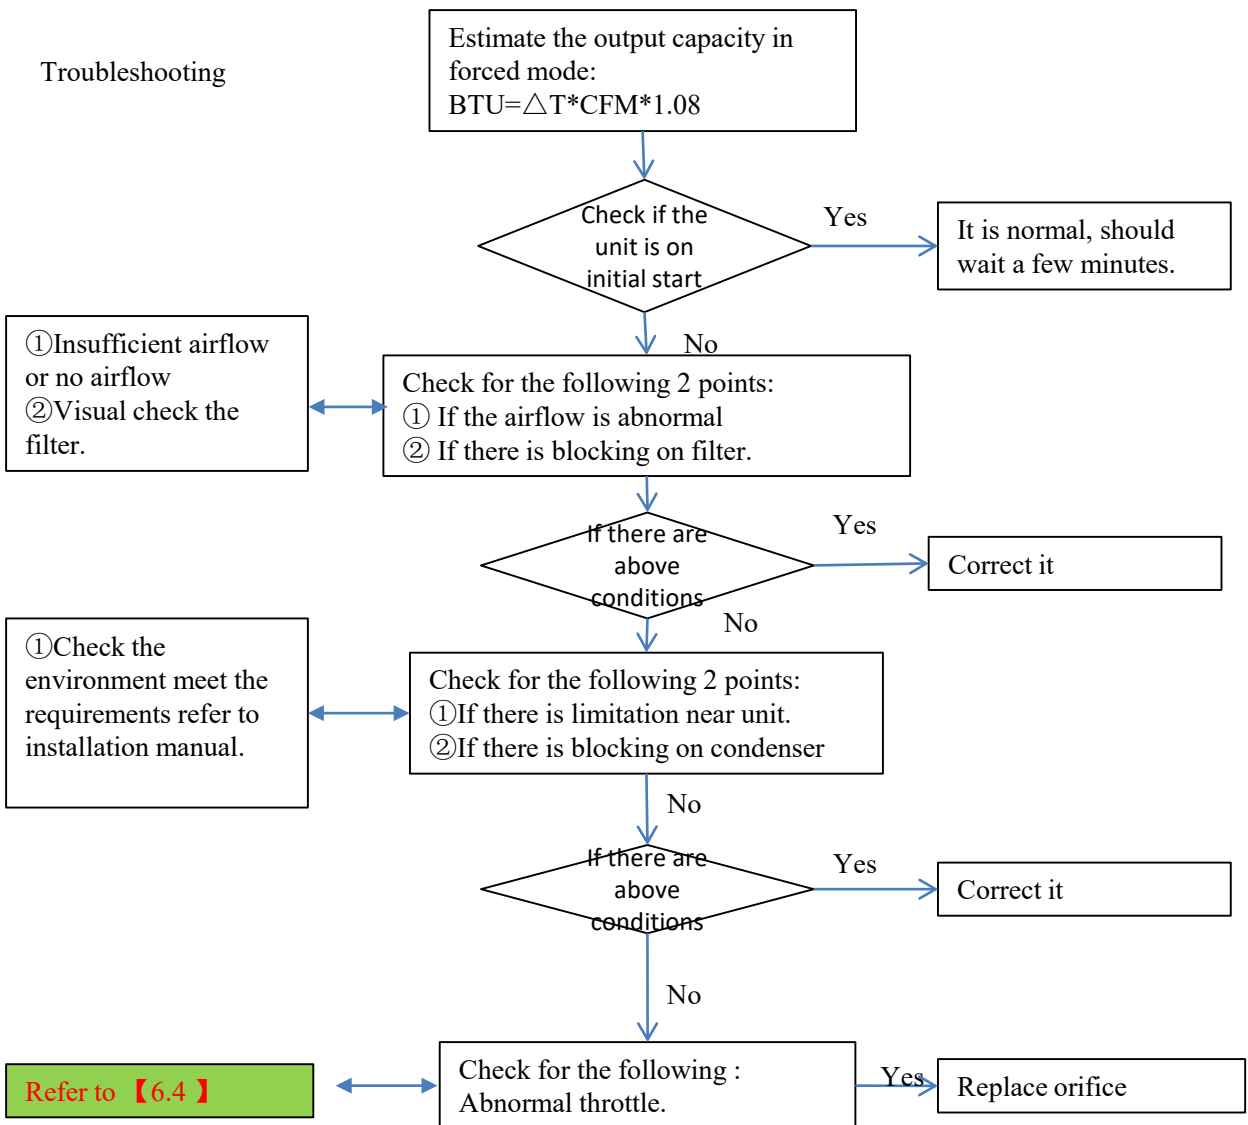 Troubleshooting
Estimate the output capacity in
forced mode:
BTU=△T*CFM*1.08
Check if the
unit is on
initial start
Yes
It is normal, should
wait a few minutes.
No
①Insufficient airflow
or no airflow
②Visual check the
filter.
Check for the following 2 points:
① If the airflow is abnormal
② If there is blocking on filter.
If there are
above
conditions
Yes
Correct it
No
①Check the
environment meet the
requirements refer to
installation manual.
Check for the following 2 points:
①If there is limitation near unit.
②If there is blocking on condenser
No
If there are
above
conditions
Yes
Correct it
No
Refer to 【6.4 】
Check for the following :
Abnormal throttle.
Yes
Replace orifice